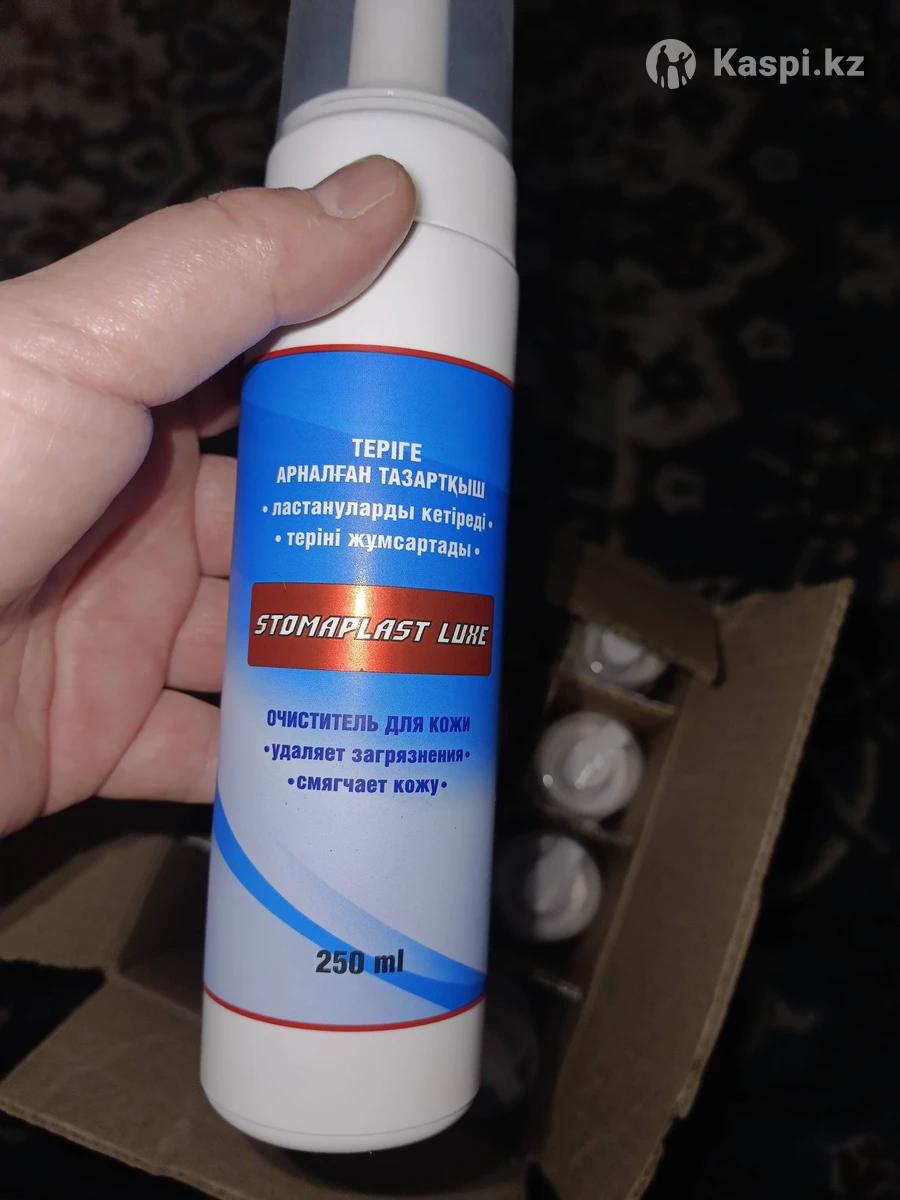 Kaspi.kz
ТЕРІГЕ
АРНАЛҒАН ТАЗАРТҚЫШ
•ластануларды кетіреді•
•теріні жұмсартады•
STOMAPLAST LUXE
ОЧИСТИТЕЛЬ ДЛЯ КОЖИ
•удаляет загрязнения•
•смягчает кожу•
250 ml